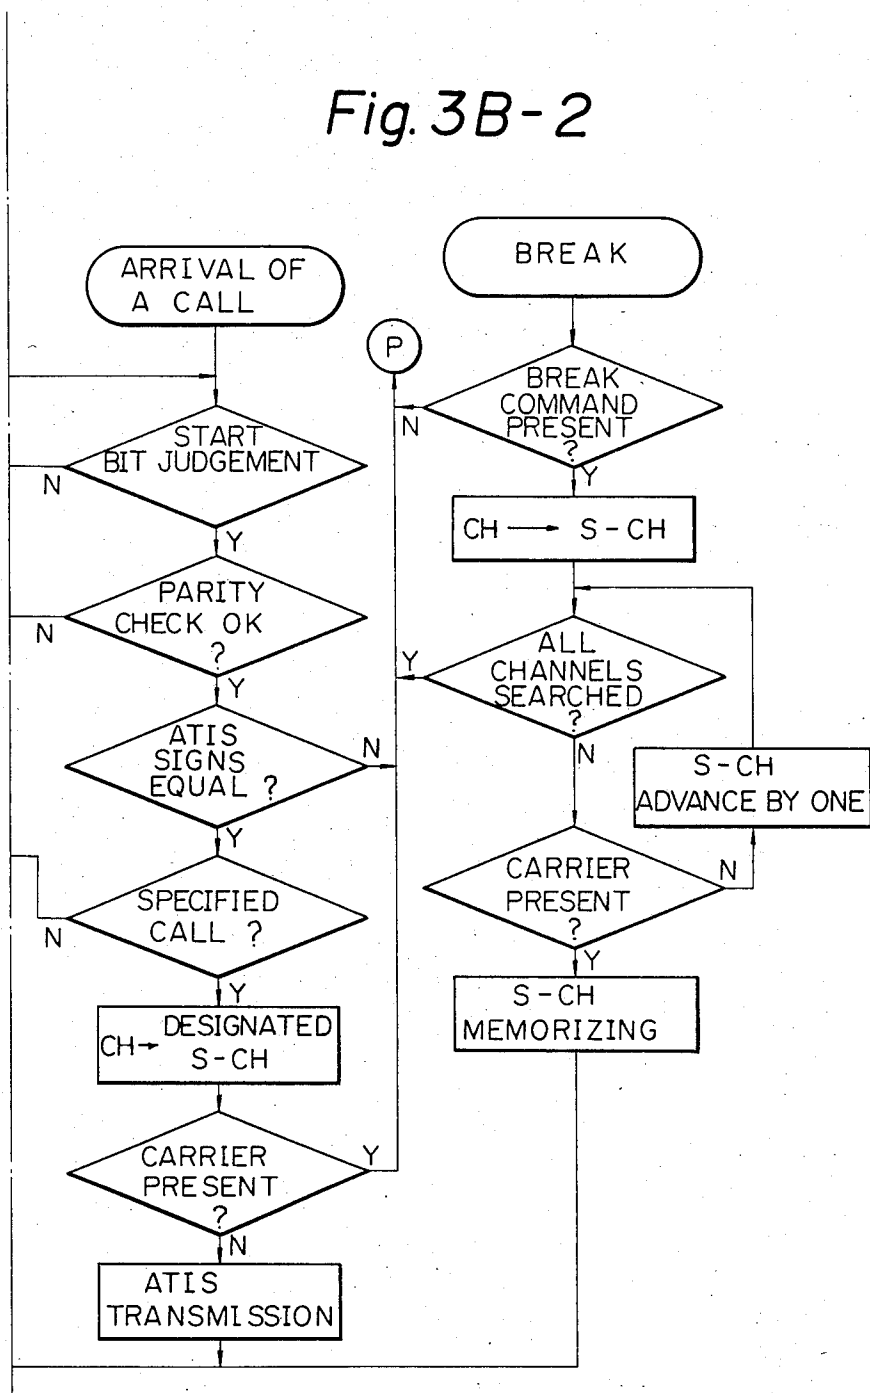 Fig. 3B-2
ARRIVAL OF
A CALL
START
BIT JUDGEMENT
N
Y
PARITY
CHECK OK
?
N
Y
ATIS
SIGNS
EQUAL ?
N
Y
SPECIFIED
CALL ?
N
Y
CH→ DESIGNATED
S-CH
CARRIER
PRESENT
?
Y
N
ATIS
TRANSMISSION
P
BREAK
BREAK
COMMAND
PRESENT
?
N
Y
CH → S-CH
ALL
CHANNELS
SEARCHED
?
Y
N
S-CH
ADVANCE BY ONE
CARRIER
PRESENT
?
N
Y
S-CH
MEMORIZING